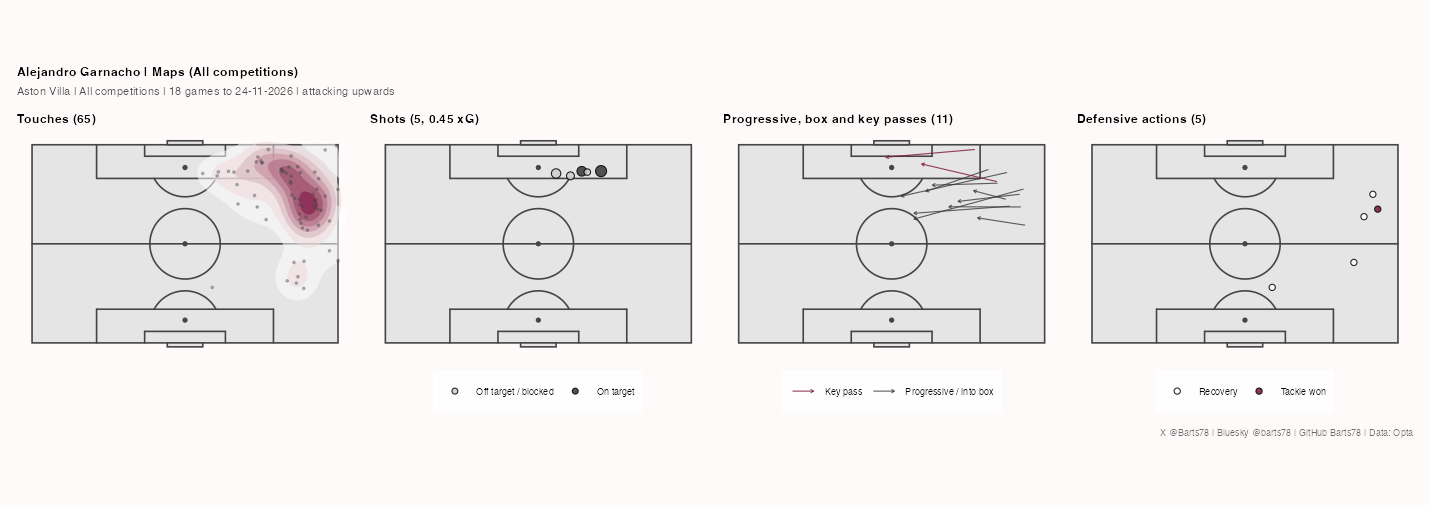 Alejandro Garnacho | Maps (All competitions)
Aston Villa | All competitions | 18 games to 24-11-2026 | attacking upwards
Touches (65)
Shots (5, 0.45 xG)
Progressive, box and key passes (11)
Defensive actions (5)
Off target / blocked
On target
Key pass
Progressive / into box
Recovery
Tackle won
X @Barts78 | Bluesky @barts78 | GitHub Barts78 | Data: Opta